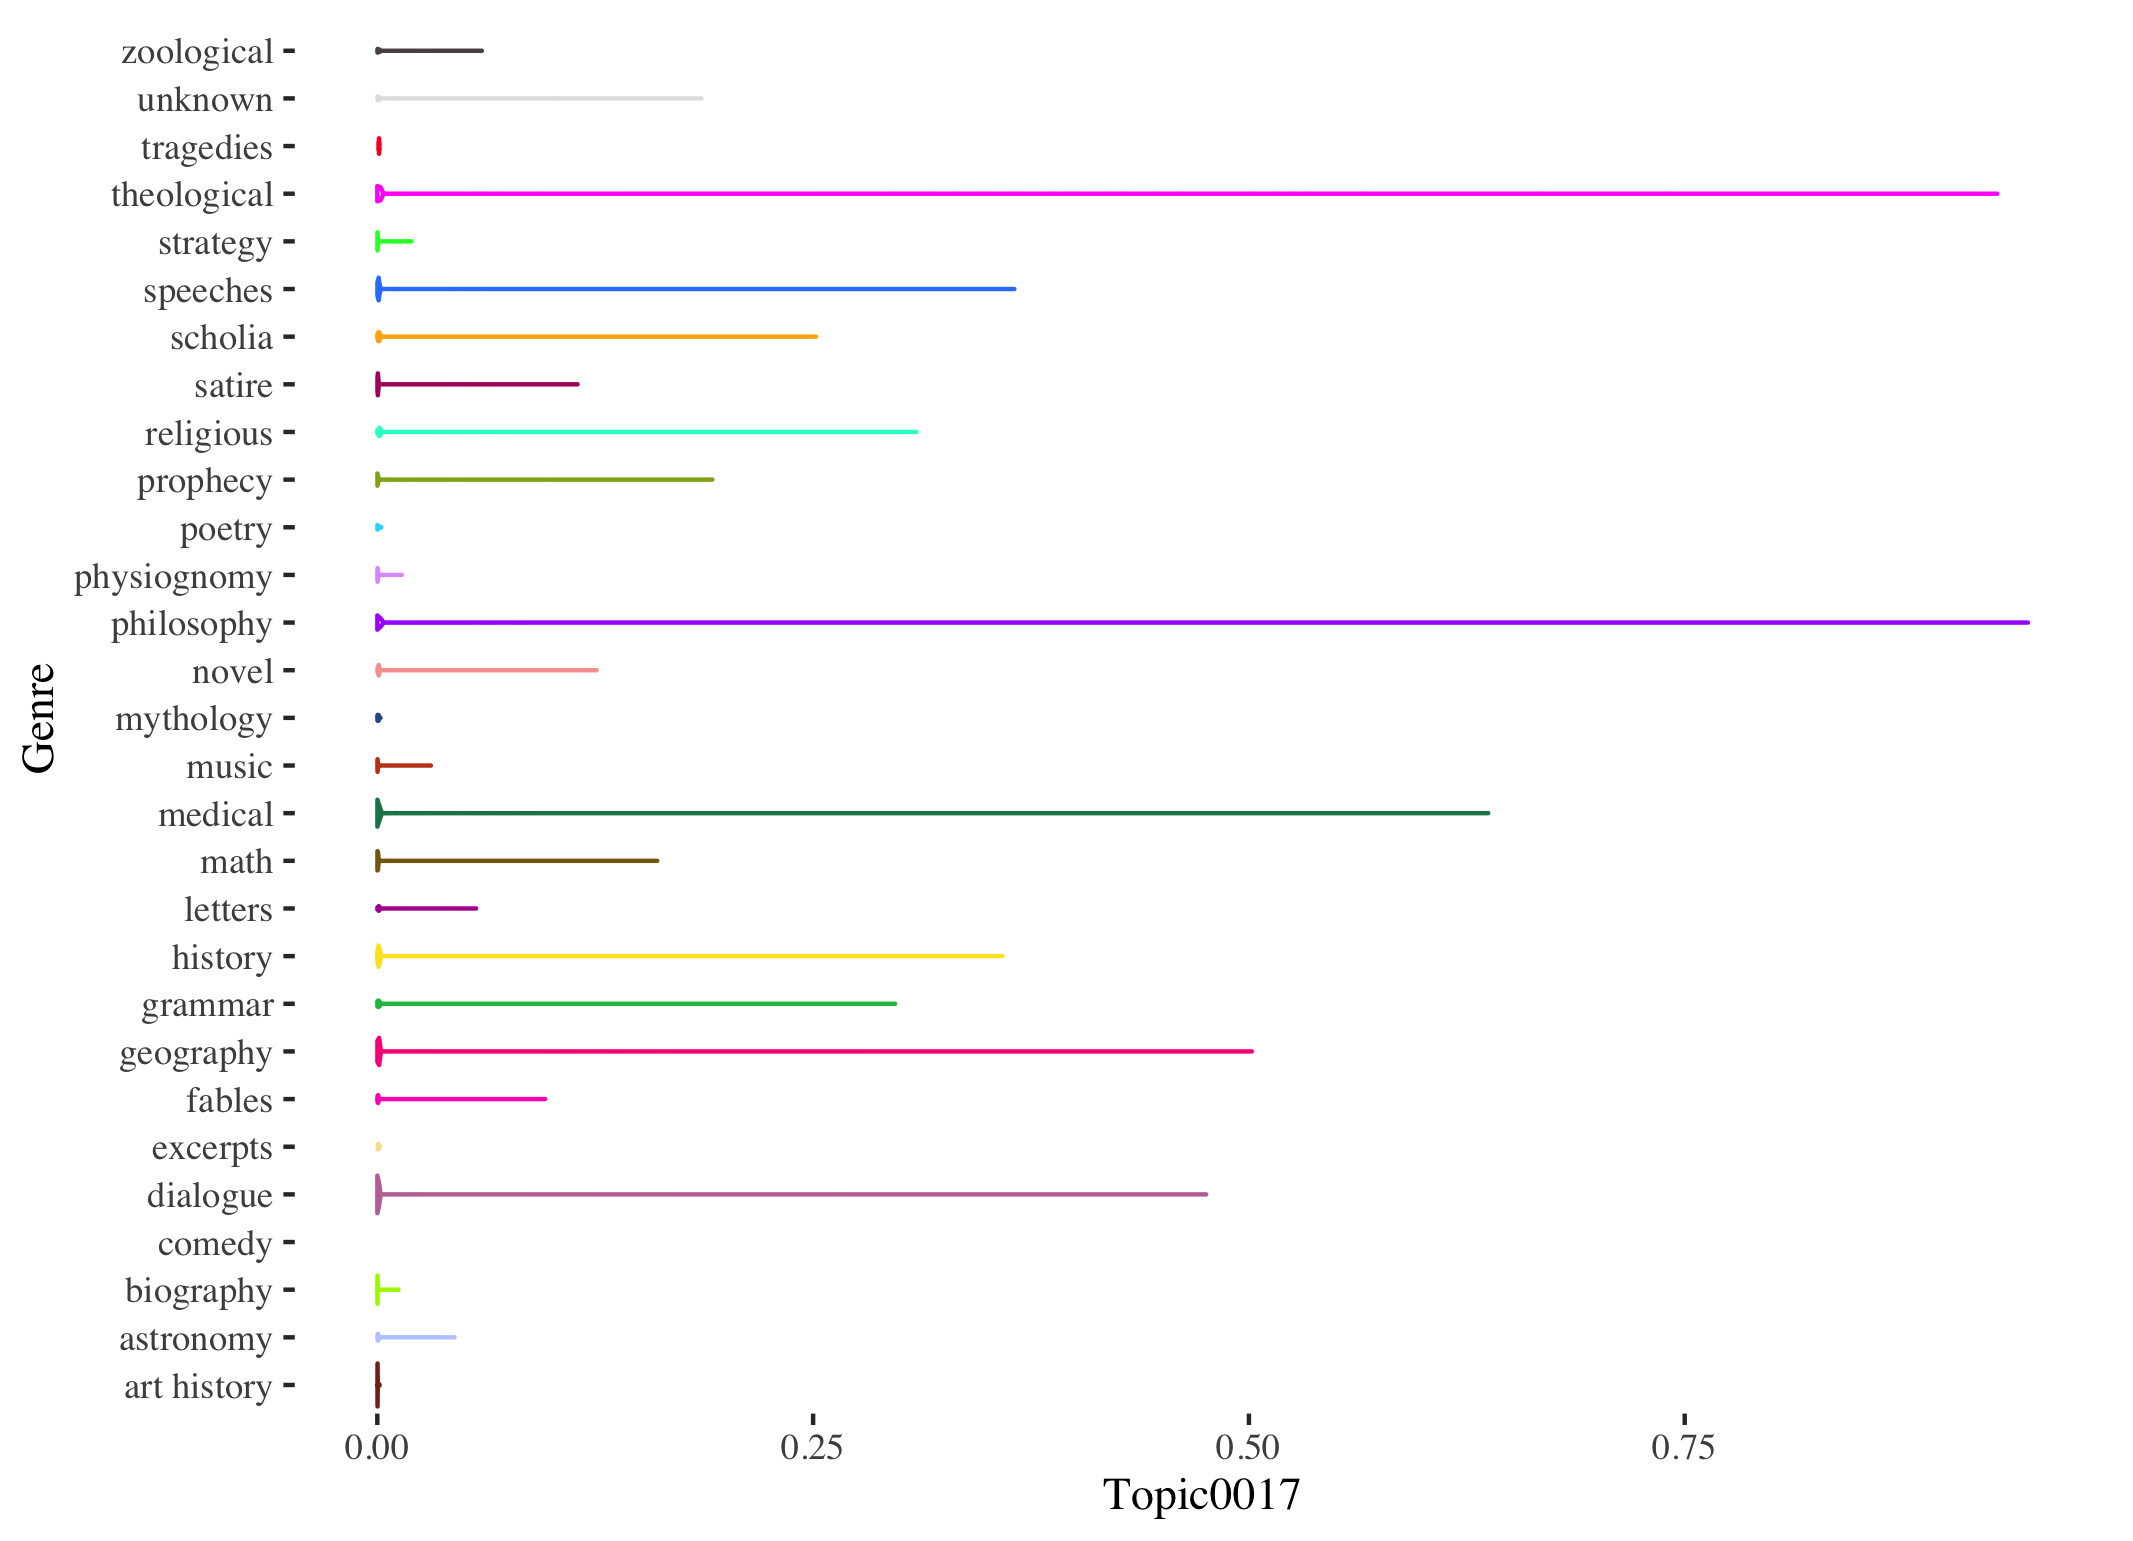 zoological
unknown
tragedies
theological
strategy
speeches
scholia
satire
religious
prophecy
poetry
physiognomy
philosophy
novel
mythology
music
medical
math
letters
history
grammar
geography
fables
excerpts
dialogue
comedy
biography
astronomy
art history
Genre
0.00 0.25 0.50 0.75
Topic0017